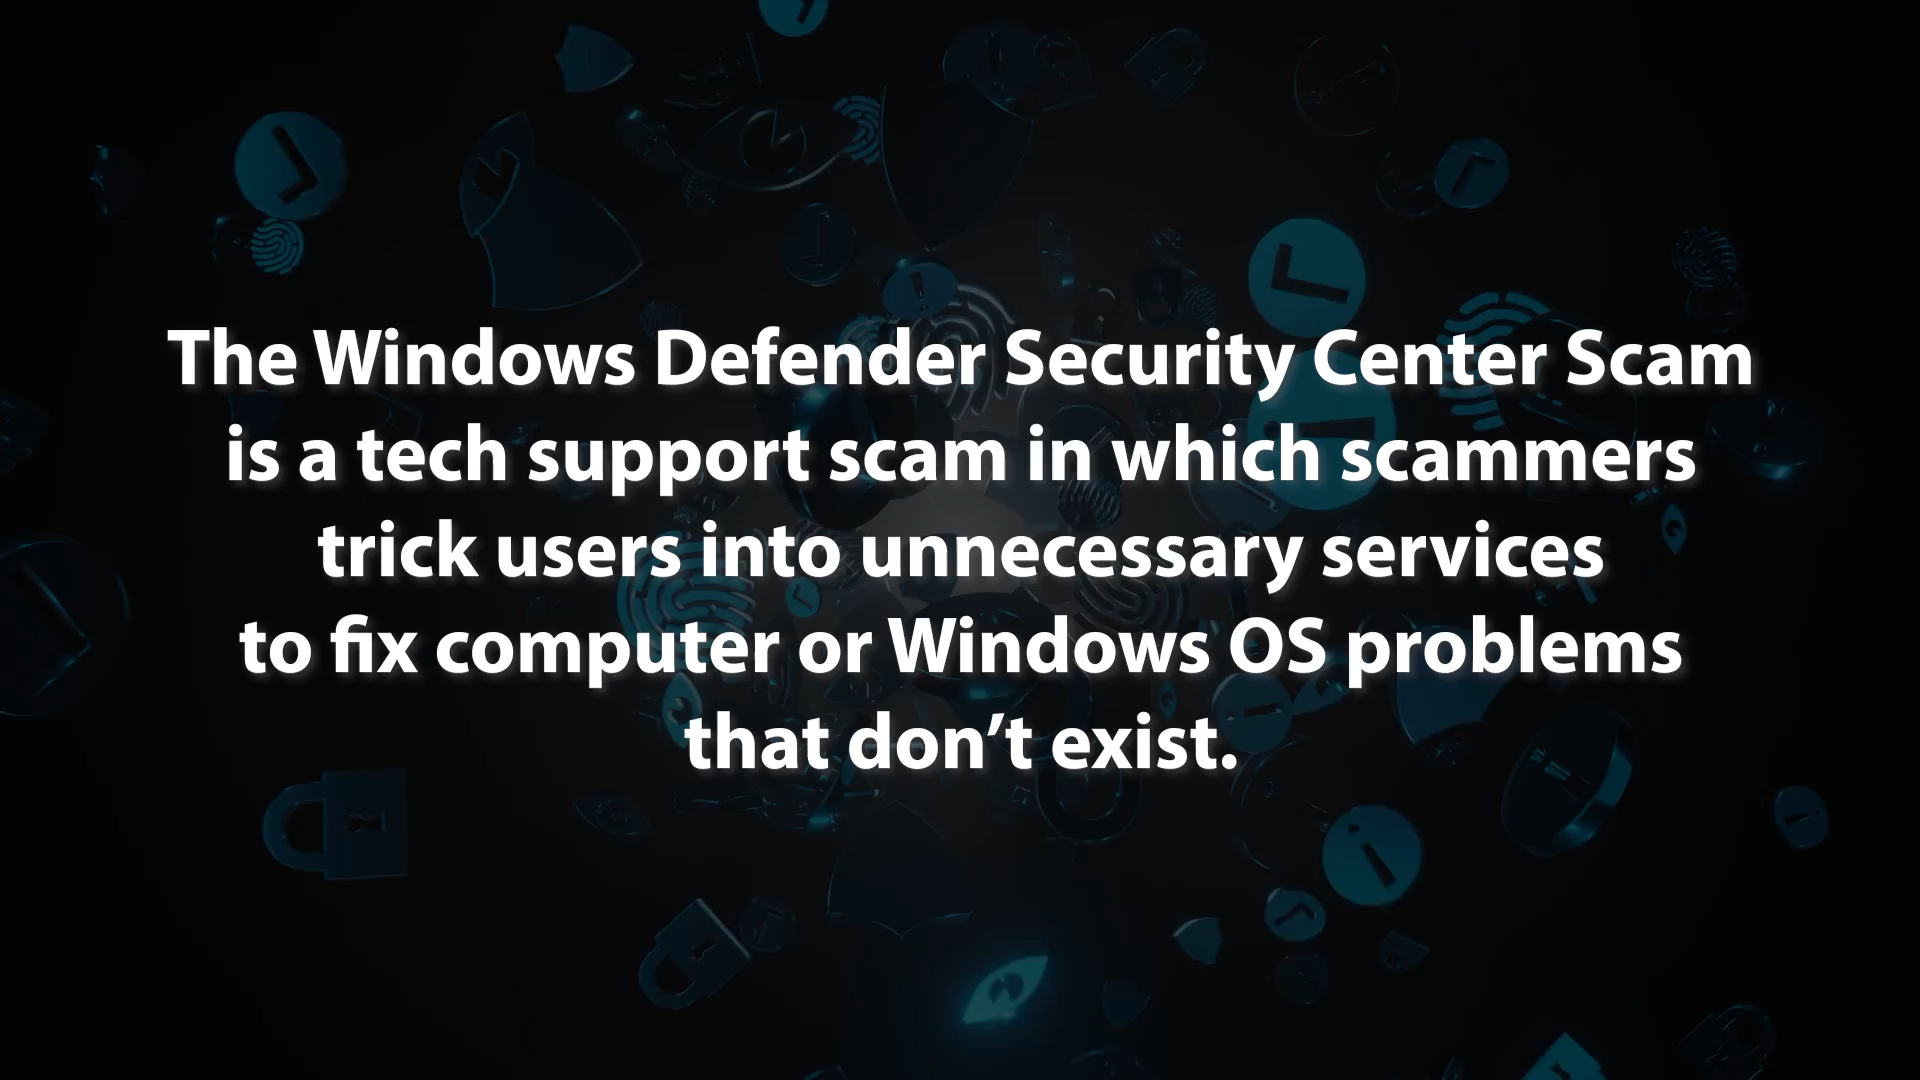 The Windows Defender Security Center Scam
is a tech support scam in which scammers
trick users into unnecessary services
to fix computer or Windows OS problems
that don’t exist.